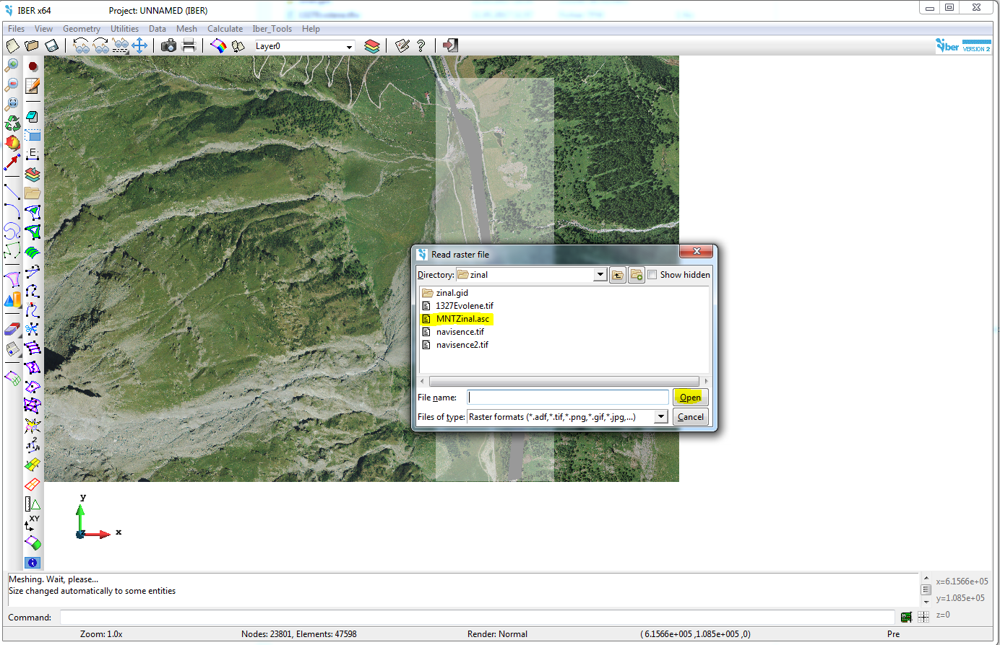 IBER x64 Project: UNNAMED (IBER)
Files View Geometry Utilities Data Mesh Calculate Iber_Tools Help
Layer0
?
Iber VERSION 2
E
Read raster file
Directory: zinal Show hidden
zinal.gid
1327Evolene.tif
MNTZinal.asc
navisence.tif
navisence2.tif
File name: Open
Files of type: Raster formats (*.adf,*.tif,*.png,*.gif,*.jpg,...) Cancel
2
XY
y
z x
Meshing. Wait, please...
Size changed automatically to some entities
x=6.1566e+05
y=1.085e+05
z=0
Command:
Zoom: 1.0x Nodes: 23801, Elements: 47598 Render: Normal ( 6.1566e+005 ,1.085e+005 ,0) Pre